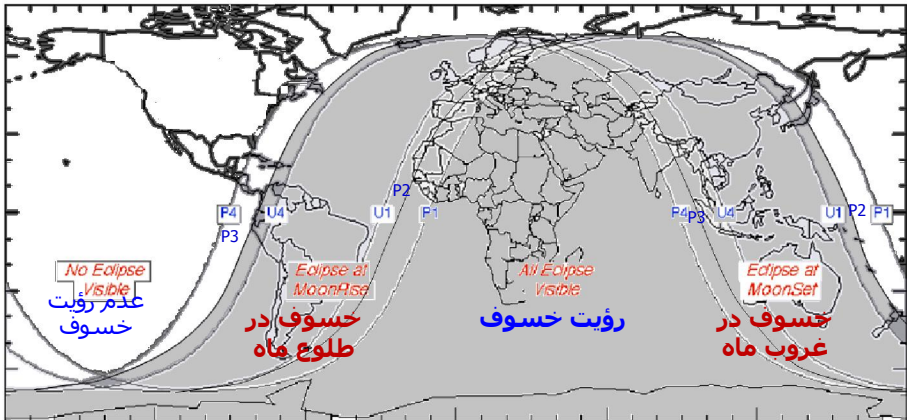 P2
P4 U4 U1 P1 P4 P3 U4 U1 P2 P1
P3
No Eclipse
Visible
Eclipse at
MoonRise
All Eclipse
Visible
Eclipse at
MoonSet
عدم رؤیت
خسوف
خسوف در
طلوع ماه
رؤیت خسوف
خسوف در
غروب ماه